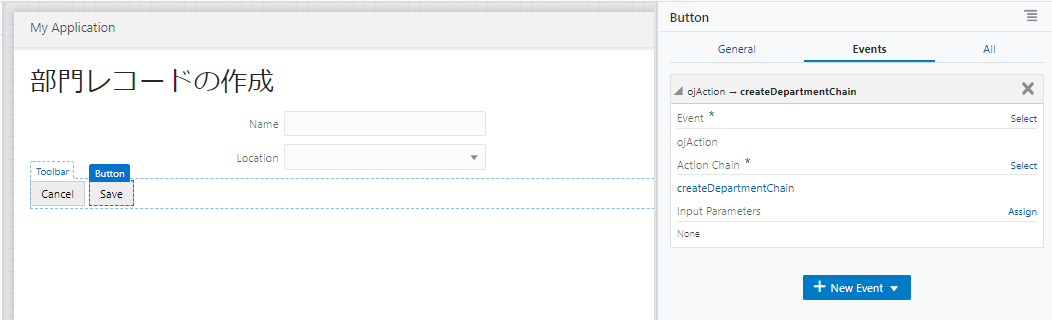 My Application
部門レコードの作成
Name
Location
Toolbar
Button
Cancel
Save
Button
General
Events
All
ojAction → createDepartmentChain
Event *
Select
ojAction
Action Chain *
Select
createDepartmentChain
Input Parameters
Assign
None
+ New Event